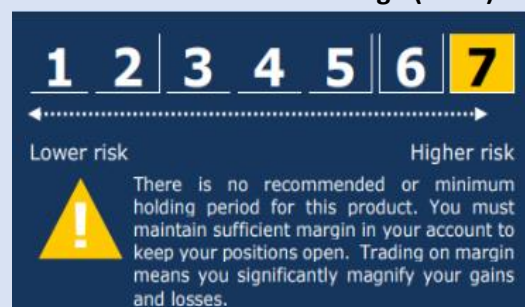 1 2 3 4 5 6 7
Lower risk Higher risk
There is no recommended or minimum
holding period for this product. You must
maintain sufficient margin in your account to
keep your positions open. Trading on margin
means you significantly magnify your gains
and losses.